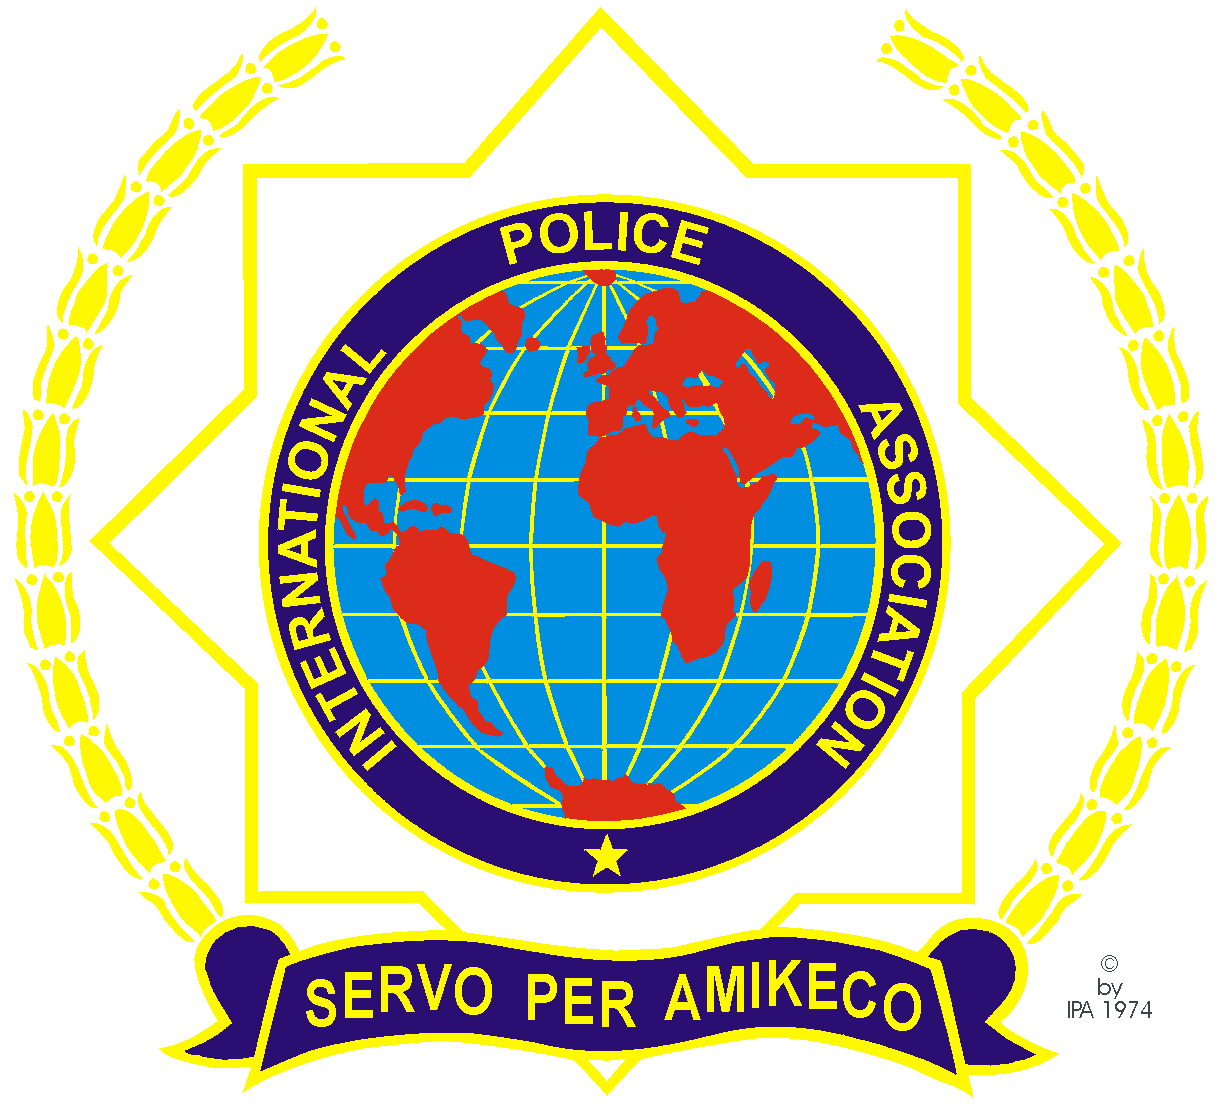 INTERNATIONAL POLICE ASSOCIATION
SERVO PER AMIKECO
©
by
IPA 1974